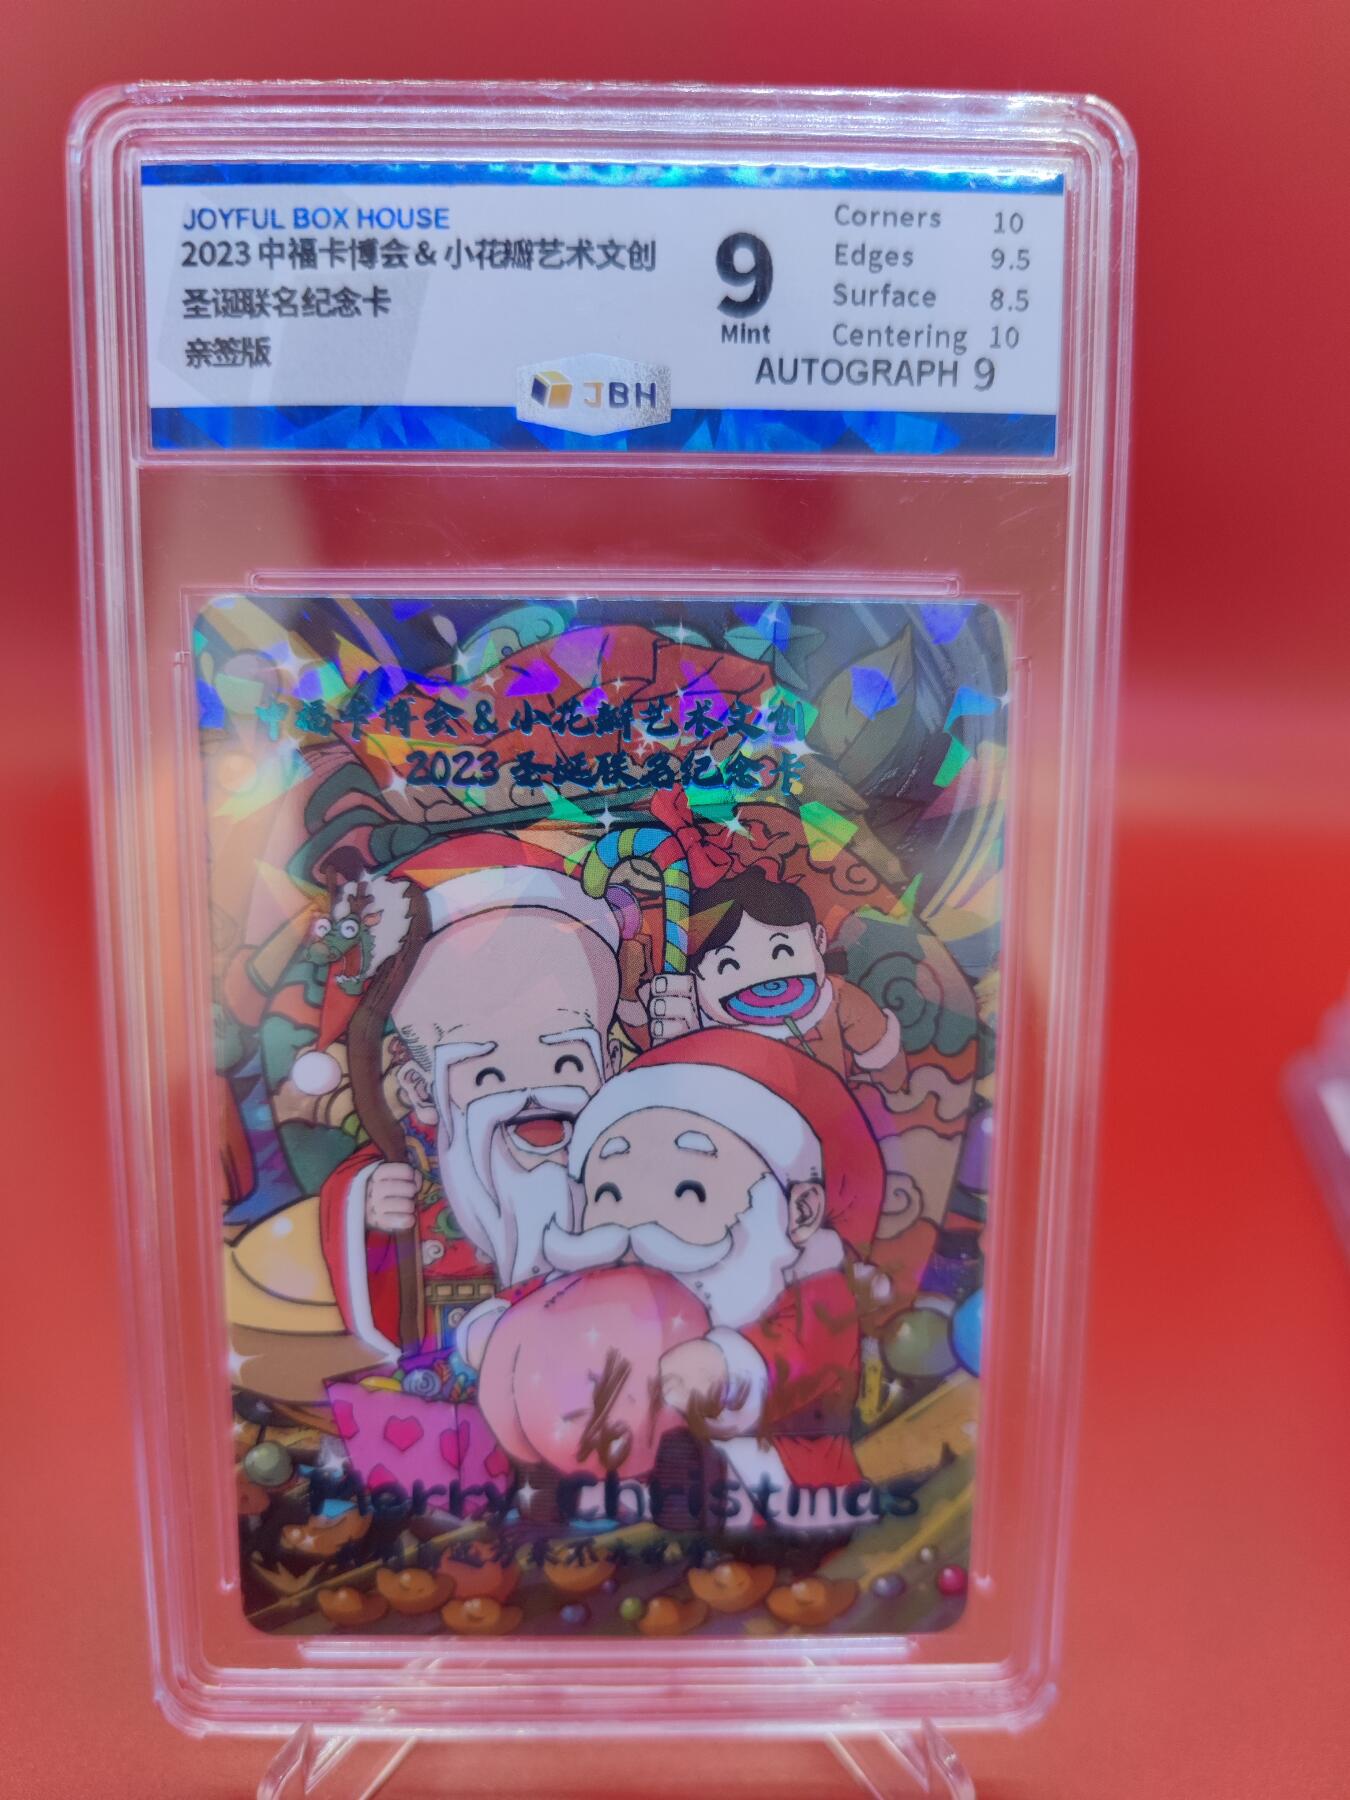 JOYFUL BOX HOUSE
2023 中福卡博会 & 小花瓣艺术文创
圣诞联名纪念卡
亲签版
9
Mint
Corners 10
Edges 9.5
Surface 8.5
Centering 10
AUTOGRAPH 9
JBH
中福卡博会 & 小花瓣艺术文创
2023 圣诞联名纪念卡
Merry Christmas